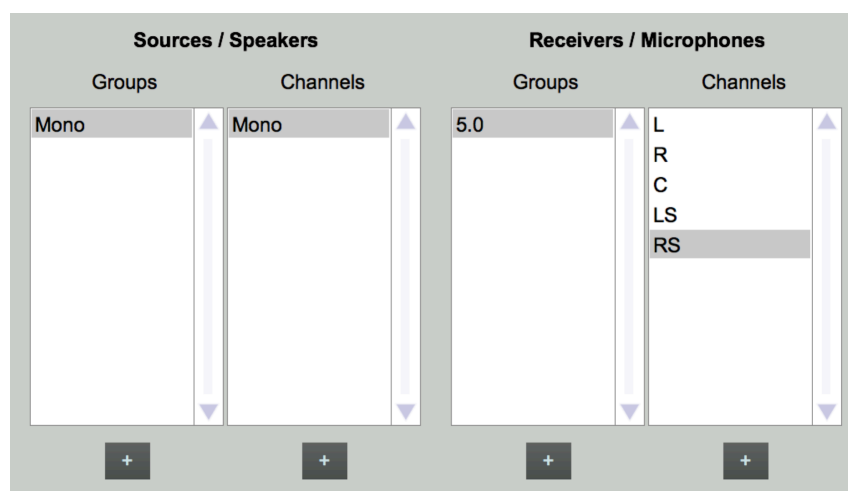 Sources / Speakers
Receivers / Microphones
Groups
Channels
Groups
Channels
Mono
Mono
5.0
L
R
C
LS
RS
+
+
+
+